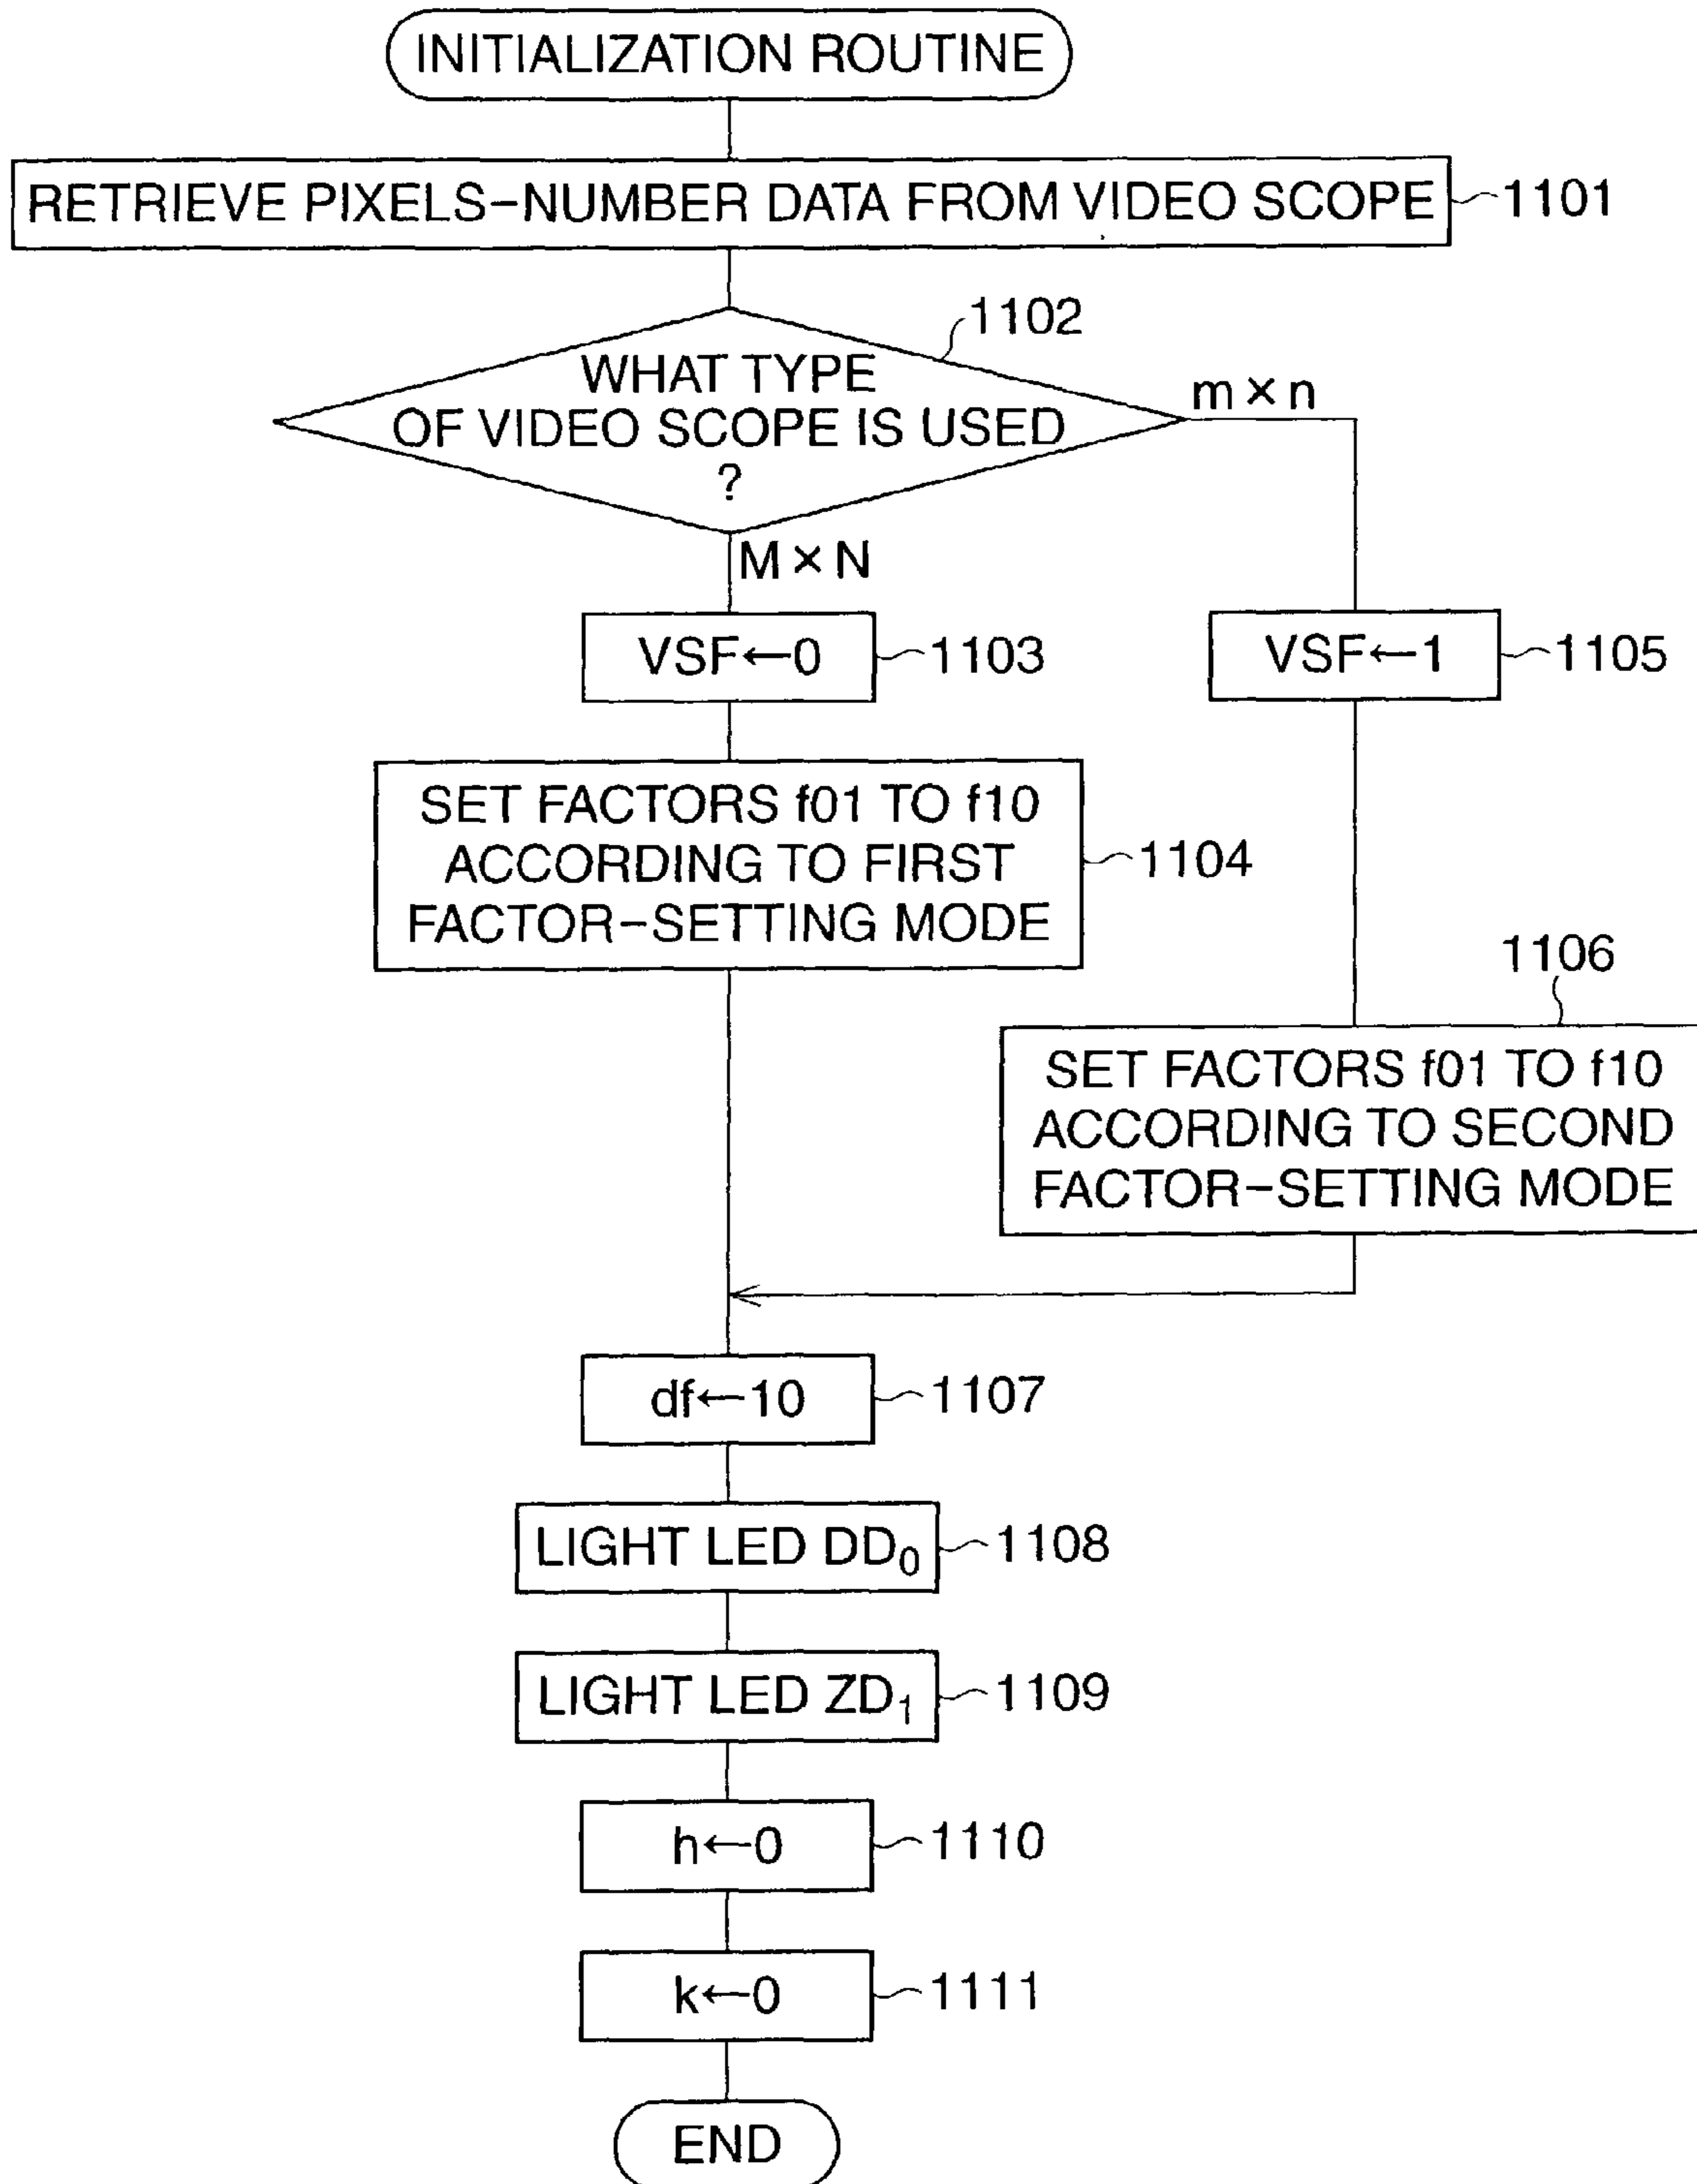 INITIALIZATION ROUTINE
RETRIEVE PIXELS-NUMBER DATA FROM VIDEO SCOPE
1101
1102
WHAT TYPE
OF VIDEO SCOPE IS USED
?
m×n
M×N
VSF←0
1103
VSF←1
1105
SET FACTORS f01 TO f10
ACCORDING TO FIRST
FACTOR-SETTING MODE
1104
1106
SET FACTORS f01 TO f10
ACCORDING TO SECOND
FACTOR-SETTING MODE
df←10
1107
LIGHT LED DD₀
1108
LIGHT LED ZD₁
1109
h←0
1110
k←0
1111
END